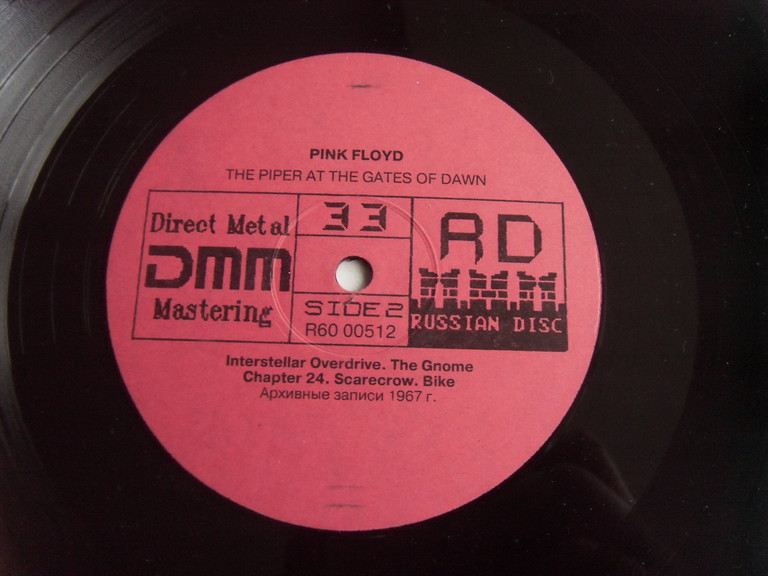 PINK FLOYD
THE PIPER AT THE GATES OF DAWN
Direct Metal
DMM
Mastering
33
SIDE 2
R60 00512
RD
RUSSIAN DISC
Interstellar Overdrive. The Gnome
Chapter 24. Scarecrow. Bike
Архивные записи 1967 г.